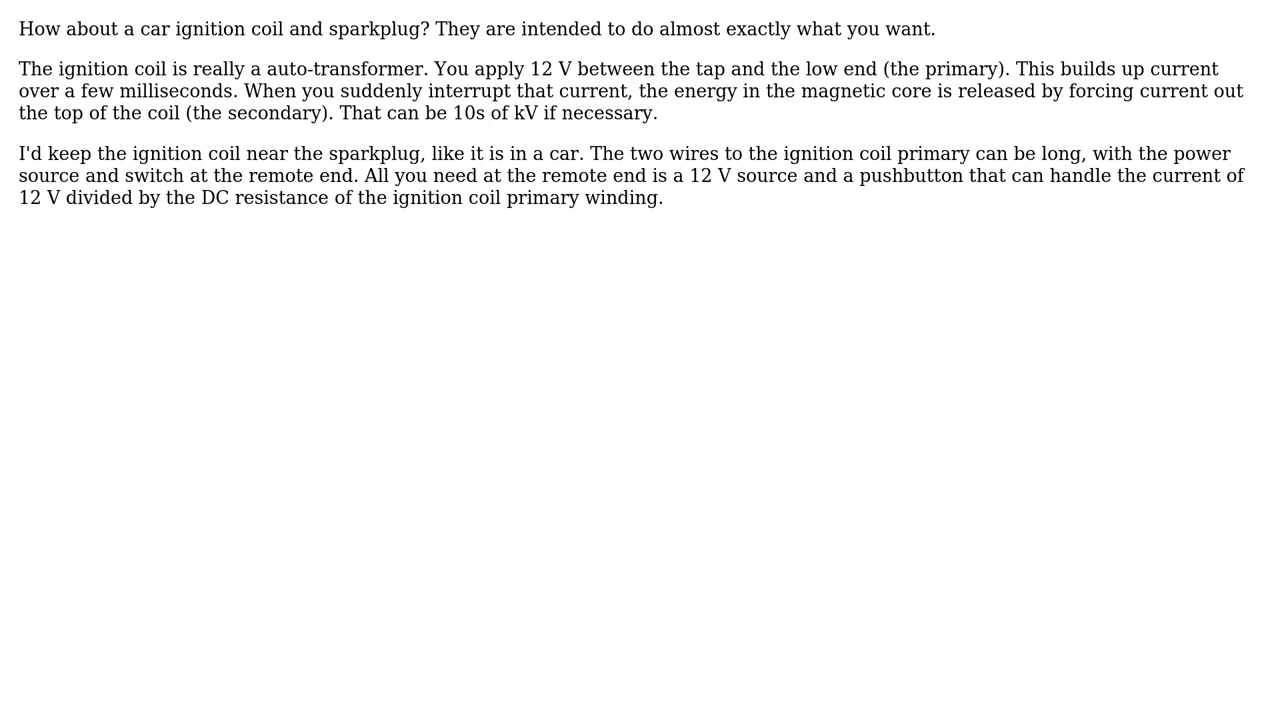 How about a car ignition coil and sparkplug? They are intended to do almost exactly what you want.
The ignition coil is really a auto-transformer. You apply 12 V between the tap and the low end (the primary). This builds up current
over a few milliseconds. When you suddenly interrupt that current, the energy in the magnetic core is released by forcing current out
the top of the coil (the secondary). That can be 10s of kV if necessary.
I'd keep the ignition coil near the sparkplug, like it is in a car. The two wires to the ignition coil primary can be long, with the power
source and switch at the remote end. All you need at the remote end is a 12 V source and a pushbutton that can handle the current of
12 V divided by the DC resistance of the ignition coil primary winding.